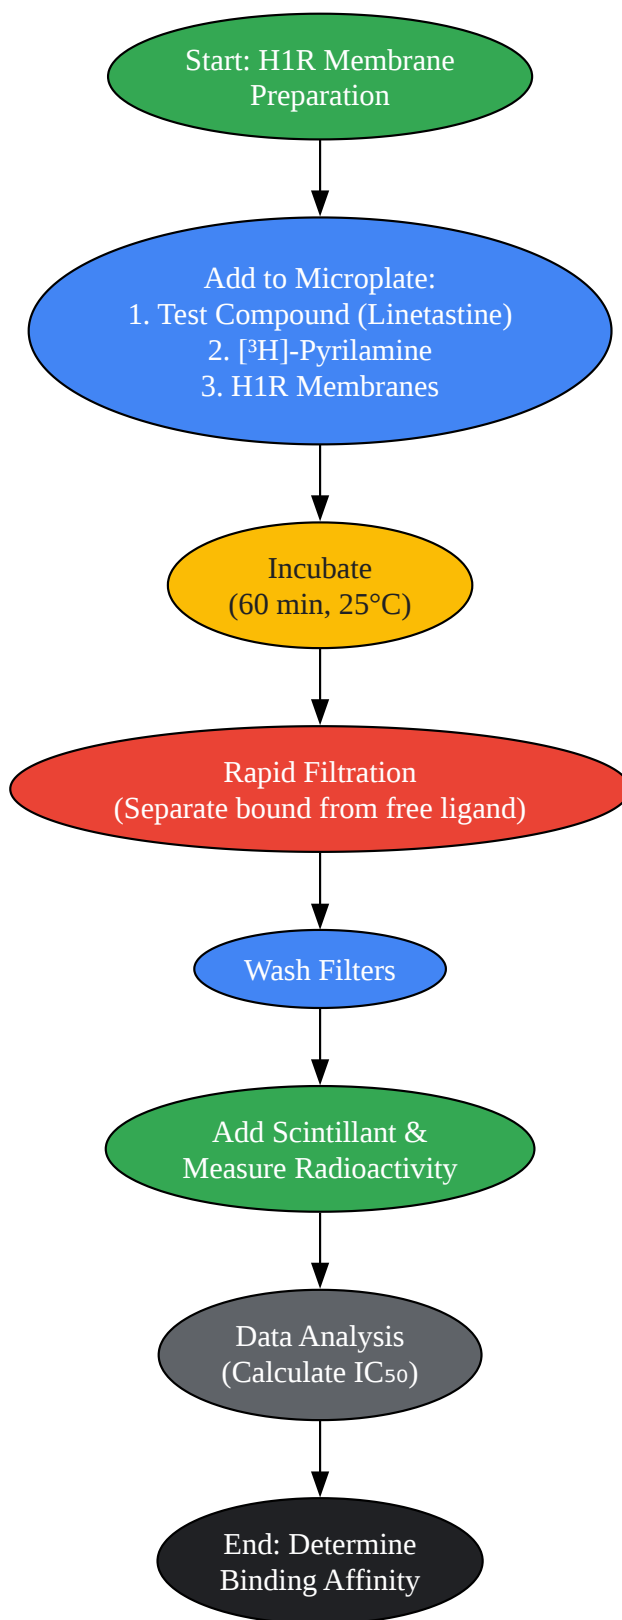 Start: H1R Membrane
Preparation
Add to Microplate:
1. Test Compound (Linetastine)
2. [³H]-Pyrilamine
3. H1R Membranes
Incubate
(60 min, 25°C)
Rapid Filtration
(Separate bound from free ligand)
Wash Filters
Add Scintillant &
Measure Radioactivity
Data Analysis
(Calculate IC₅₀)
End: Determine
Binding Affinity